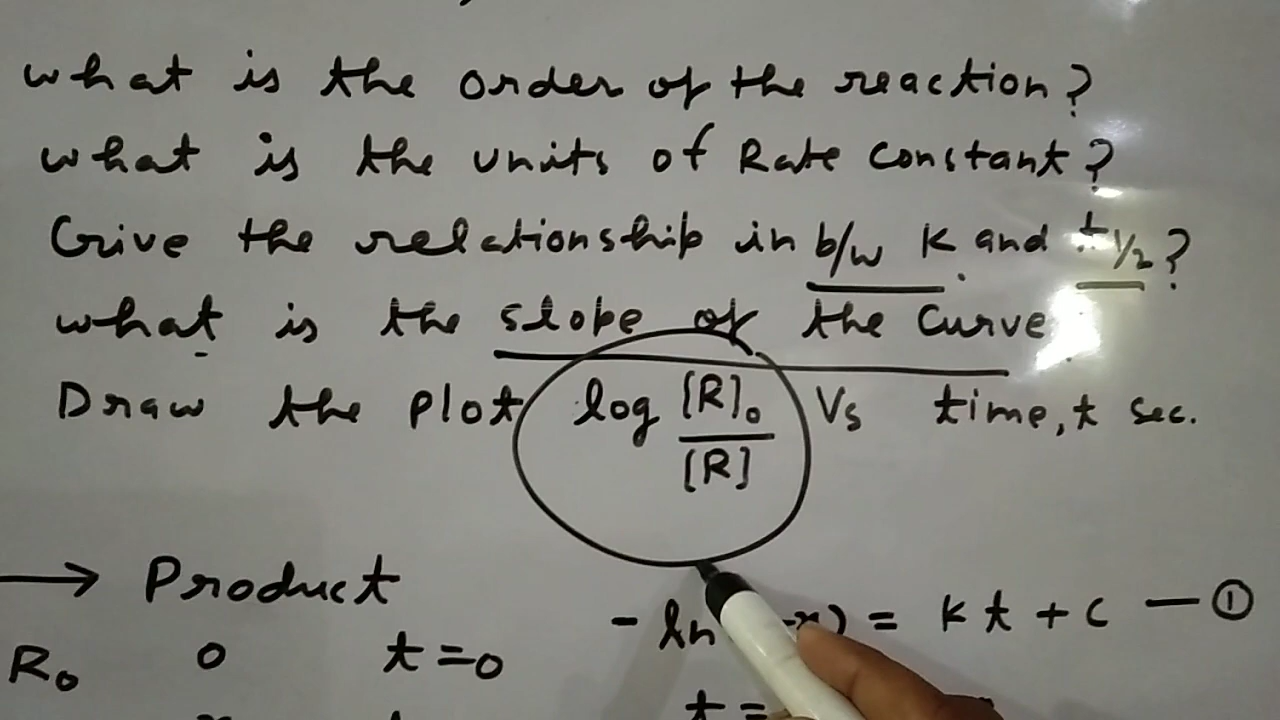 What is the order of the reaction?
What is the units of Rate constant?
Give the relationship in b/w K and t 1/2?
What is the slope of the curve
Draw the plot log [R]₀/[R] Vs time, t sec.
→ Product
- ln -x) = Kt + c — ①
R₀ 0 t = 0
t =